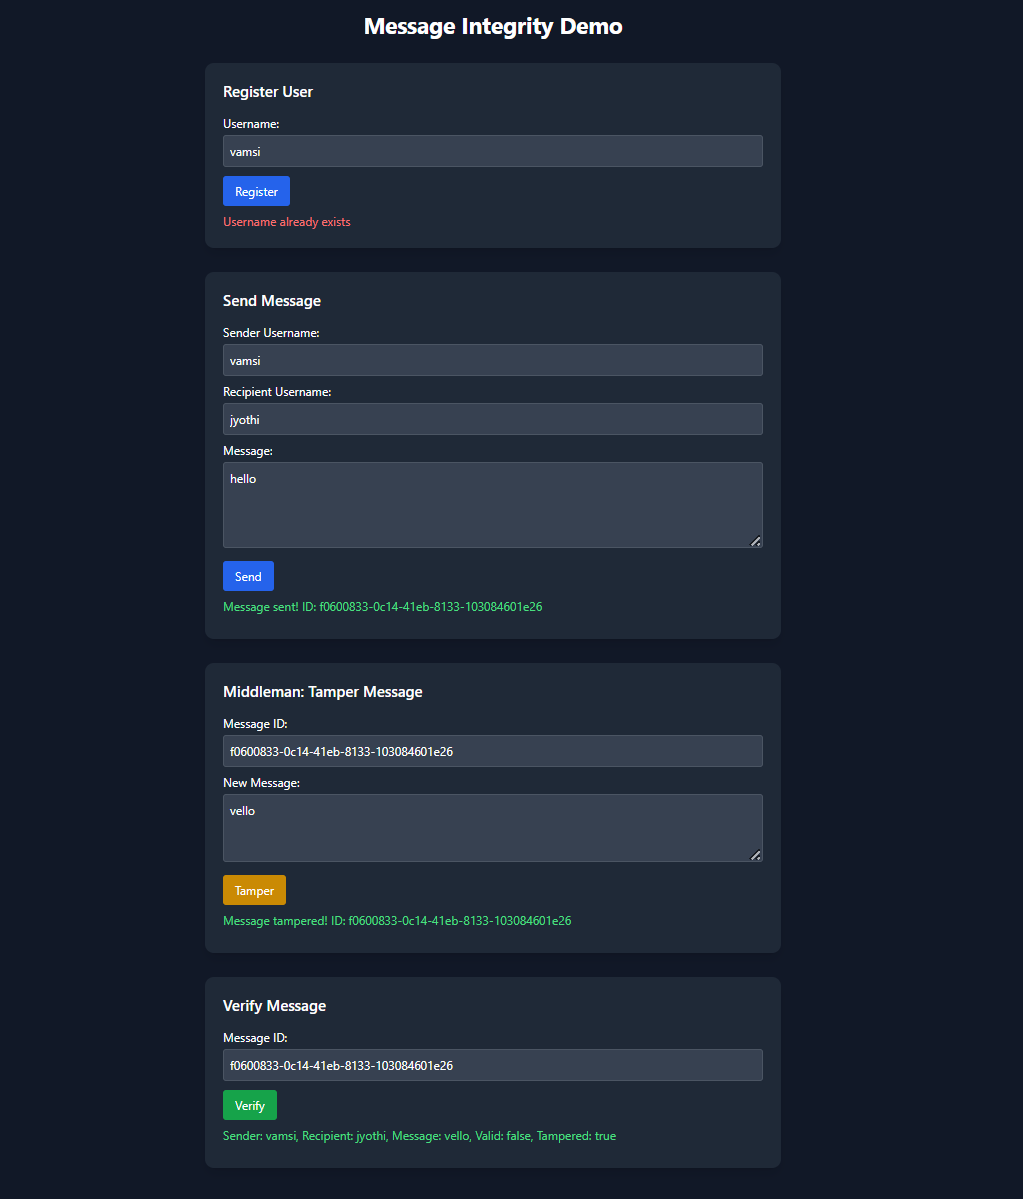 Message Integrity Demo
Register User
Username:
vamsi
Register
Username already exists
Send Message
Sender Username:
vamsi
Recipient Username:
jyothi
Message:
hello
Send
Message sent! ID: f0600833-0c14-41eb-8133-103084601e26
Middleman: Tamper Message
Message ID:
f0600833-0c14-41eb-8133-103084601e26
New Message:
vello
Tamper
Message tampered! ID: f0600833-0c14-41eb-8133-103084601e26
Verify Message
Message ID:
f0600833-0c14-41eb-8133-103084601e26
Verify
Sender: vamsi, Recipient: jyothi, Message: vello, Valid: false, Tampered: true